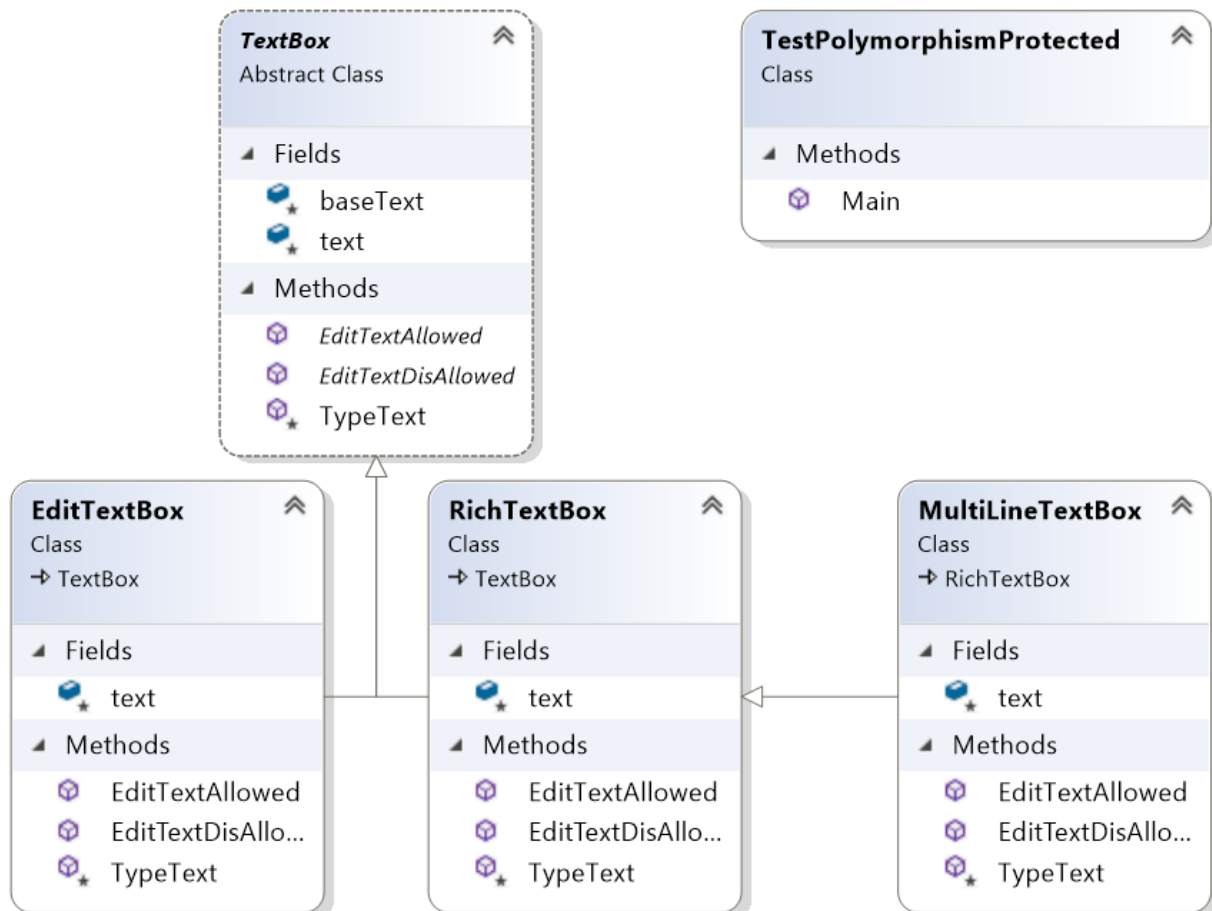 TextBox
Abstract Class
Fields
baseText
text
Methods
EditTextAllowed
EditTextDisAllowed
TypeText
TestPolymorphismProtected
Class
Methods
Main
EditTextBox
Class
TextBox
Fields
text
Methods
EditTextAllowed
EditTextDisAllo...
TypeText
RichTextBox
Class
TextBox
Fields
text
Methods
EditTextAllowed
EditTextDisAllo...
TypeText
MultiLineTextBox
Class
RichTextBox
Fields
text
Methods
EditTextAllowed
EditTextDisAllo...
TypeText